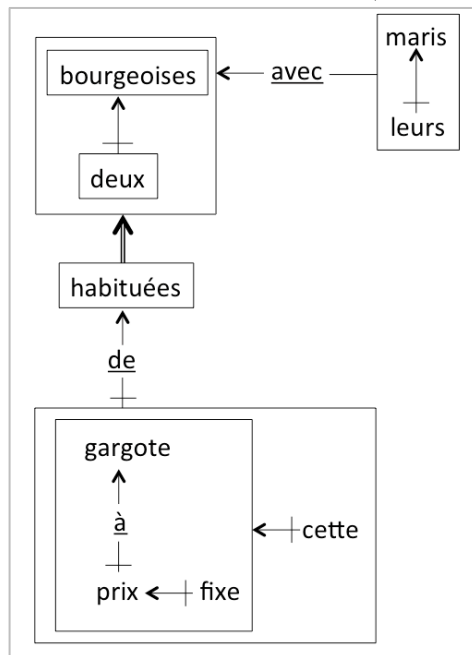 maris
bourgeoises
avec
leurs
deux
habituées
de
gargote
à
cette
prix
fixe